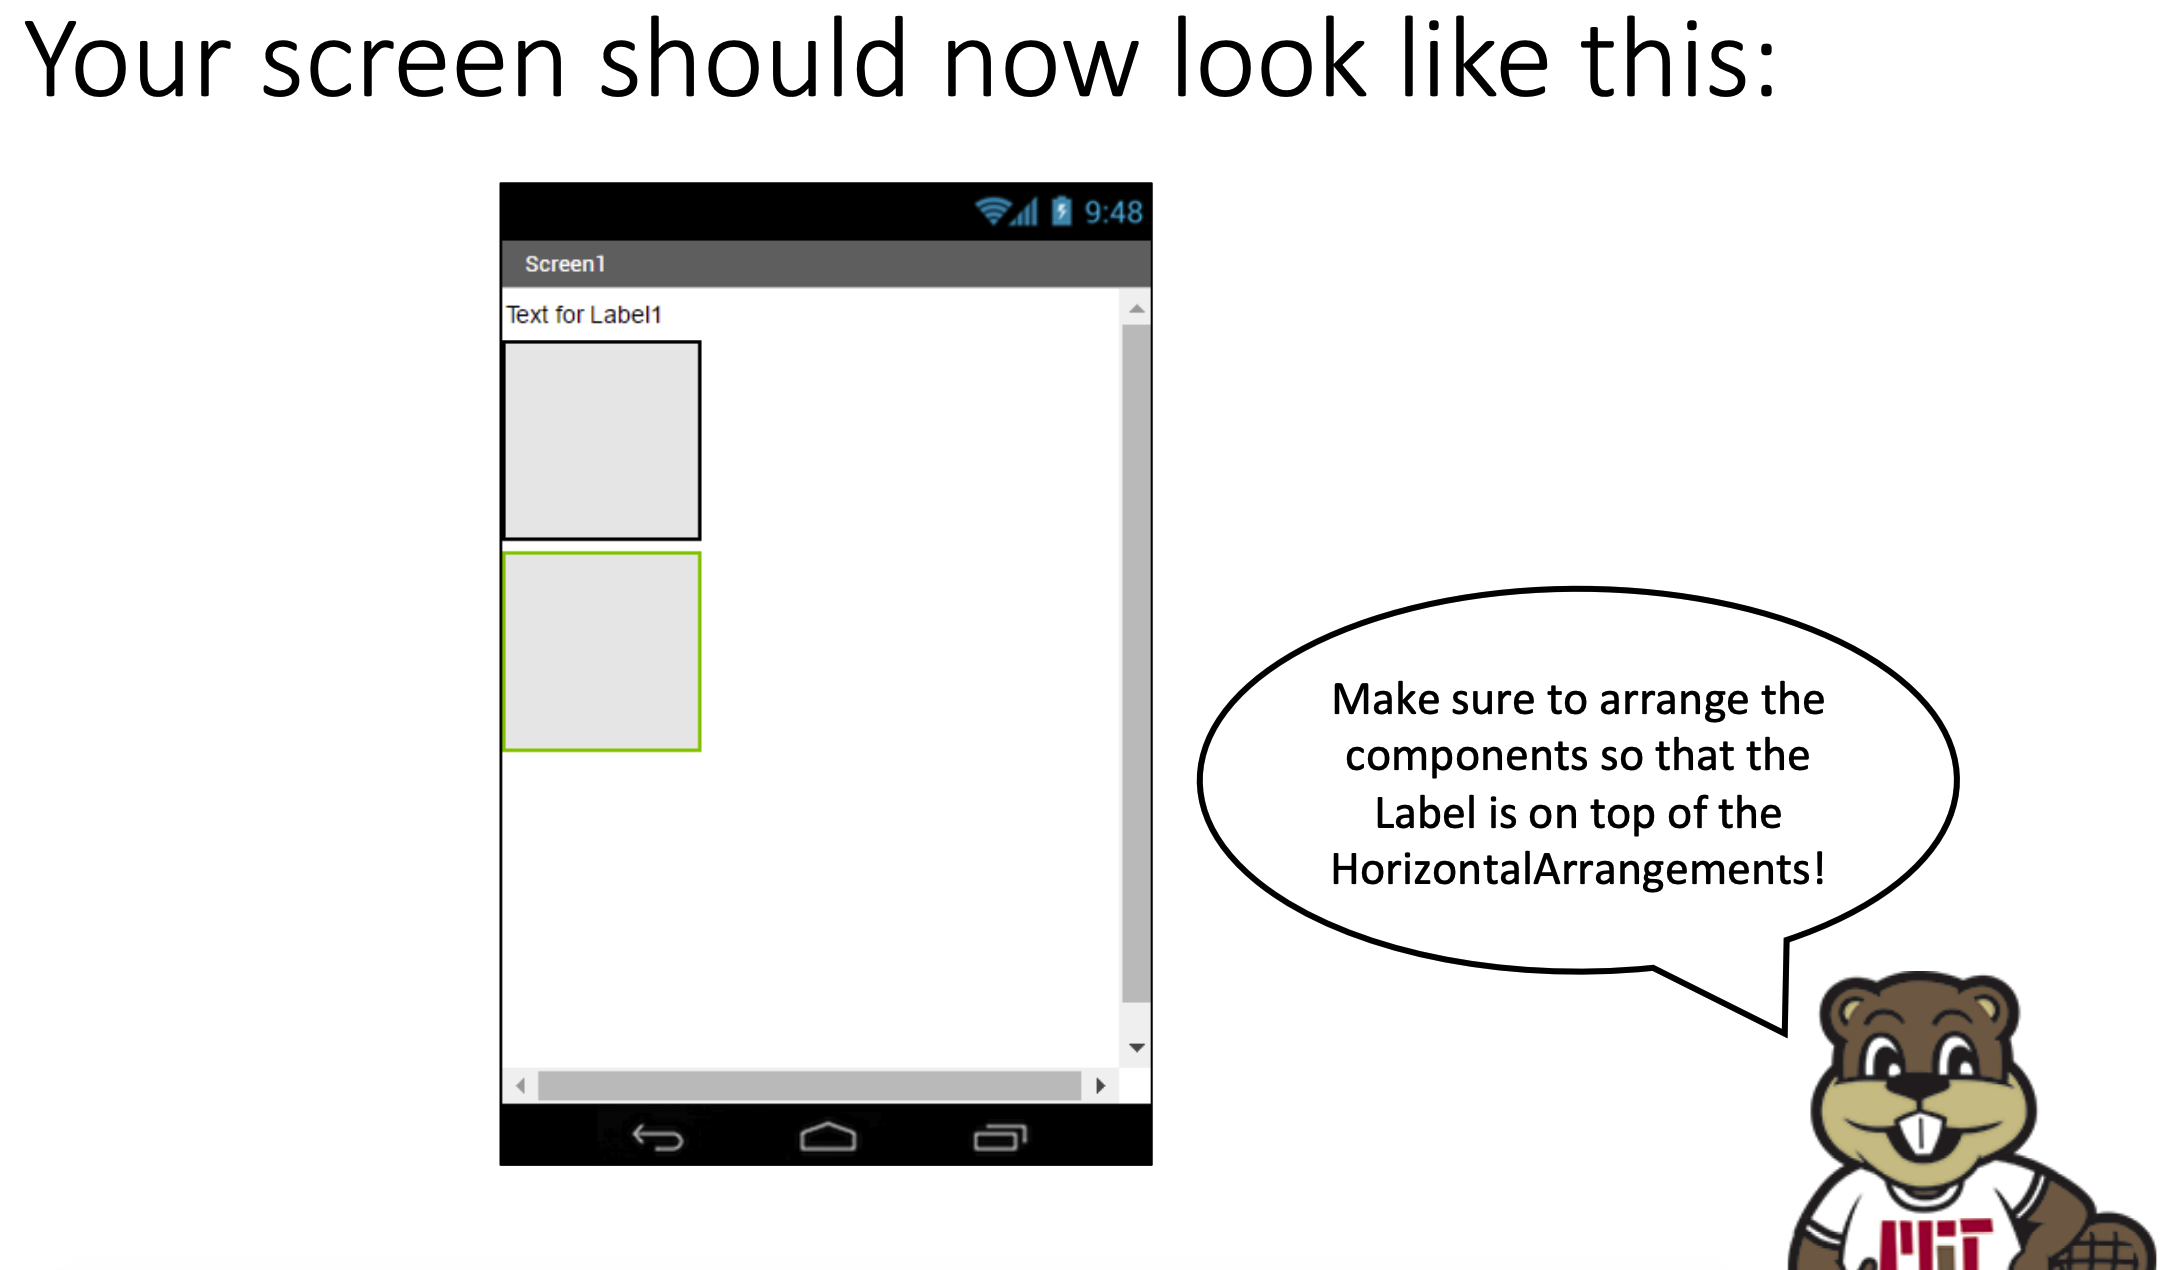 Your screen should now look like this:
9:48
Screen1
Text for Label1
Make sure to arrange the
components so that the
Label is on top of the
HorizontalArrangements!
MIT